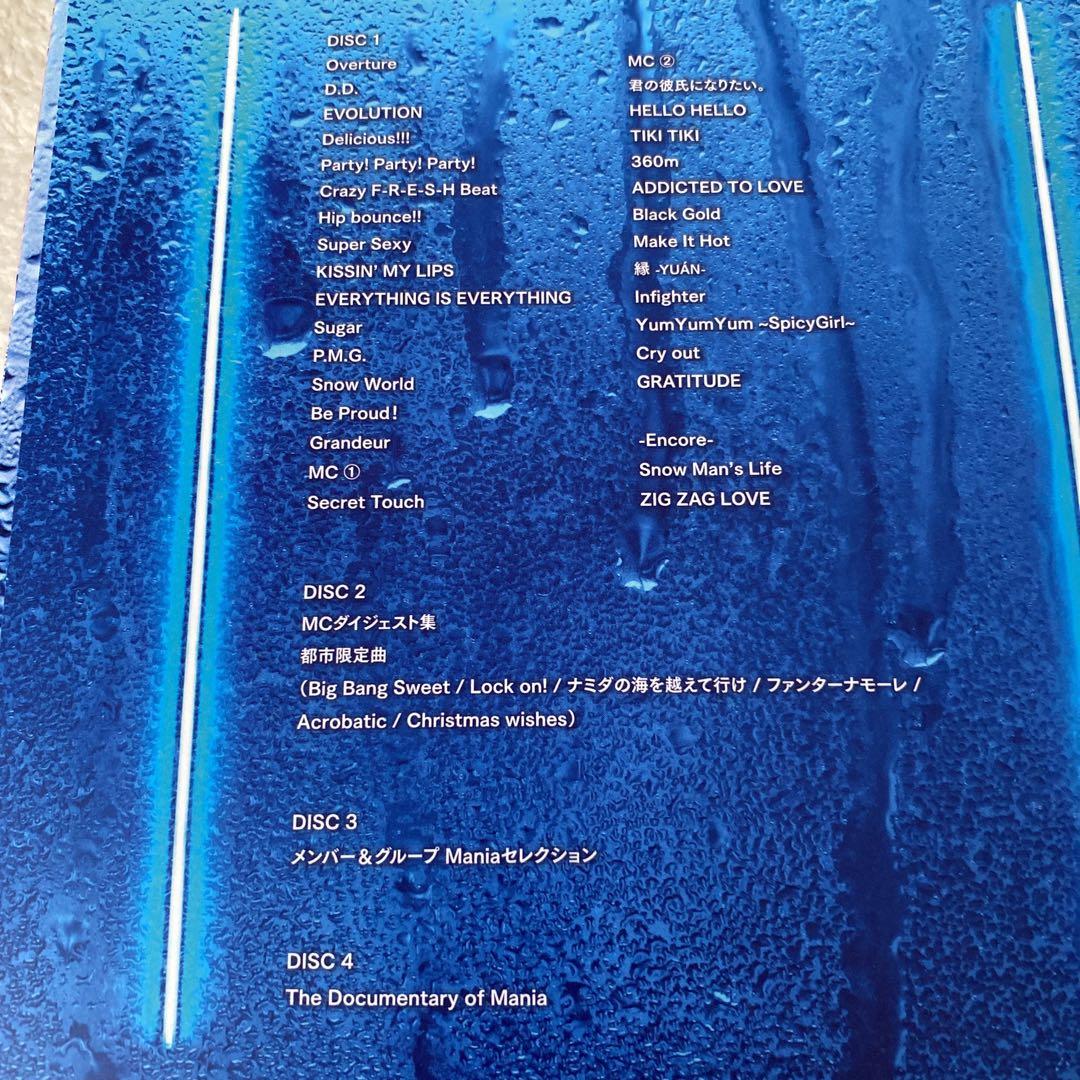 DISC 1
Overture
D.D.
EVOLUTION
Delicious!!!
Party! Party! Party!
Crazy F-R-E-S-H Beat
Hip bounce!!
Super Sexy
KISSIN' MY LIPS
EVERYTHING IS EVERYTHING
Sugar
P.M.G.
Snow World
Be Proud!
Grandeur
MC ①
Secret Touch
MC ②
君の彼氏になりたい。
HELLO HELLO
TIKI TIKI
360m
ADDICTED TO LOVE
Black Gold
Make It Hot
縁 -YUÁN-
Infighter
YumYumYum ~SpicyGirl~
Cry out
GRATITUDE
-Encore-
Snow Man's Life
ZIG ZAG LOVE
DISC 2
MCダイジェスト集
都市限定曲
(Big Bang Sweet / Lock on! / ナミダの海を越えて行け / ファンターナモーレ /
Acrobatic / Christmas wishes)
DISC 3
メンバー&グループ Maniaセレクション
DISC 4
The Documentary of Mania